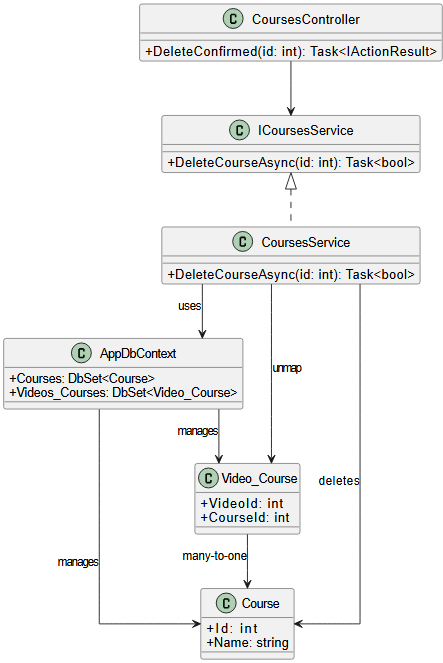 C CoursesController
+DeleteConfirmed(id: int): Task<IActionResult>
C ICoursesService
+DeleteCourseAsync(id: int): Task<bool>
C CoursesService
+DeleteCourseAsync(id: int): Task<bool>
uses
C AppDbContext
+Courses: DbSet<Course>
+Videos_Courses: DbSet<Video_Course>
unmap
manages
C Video_Course
+VideoId: int
+CourseId: int
deletes
many-to-one
manages
C Course
+Id: int
+Name: string